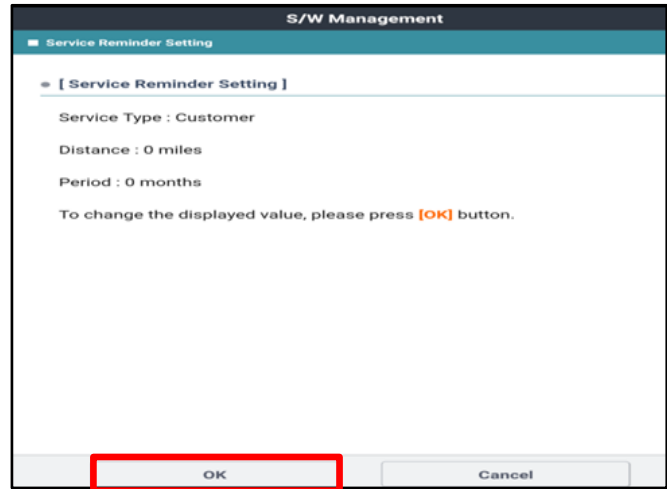 S/W Management
Service Reminder Setting
[ Service Reminder Setting ]
Service Type : Customer
Distance : 0 miles
Period : 0 months
To change the displayed value, please press [OK] button.
OK
Cancel